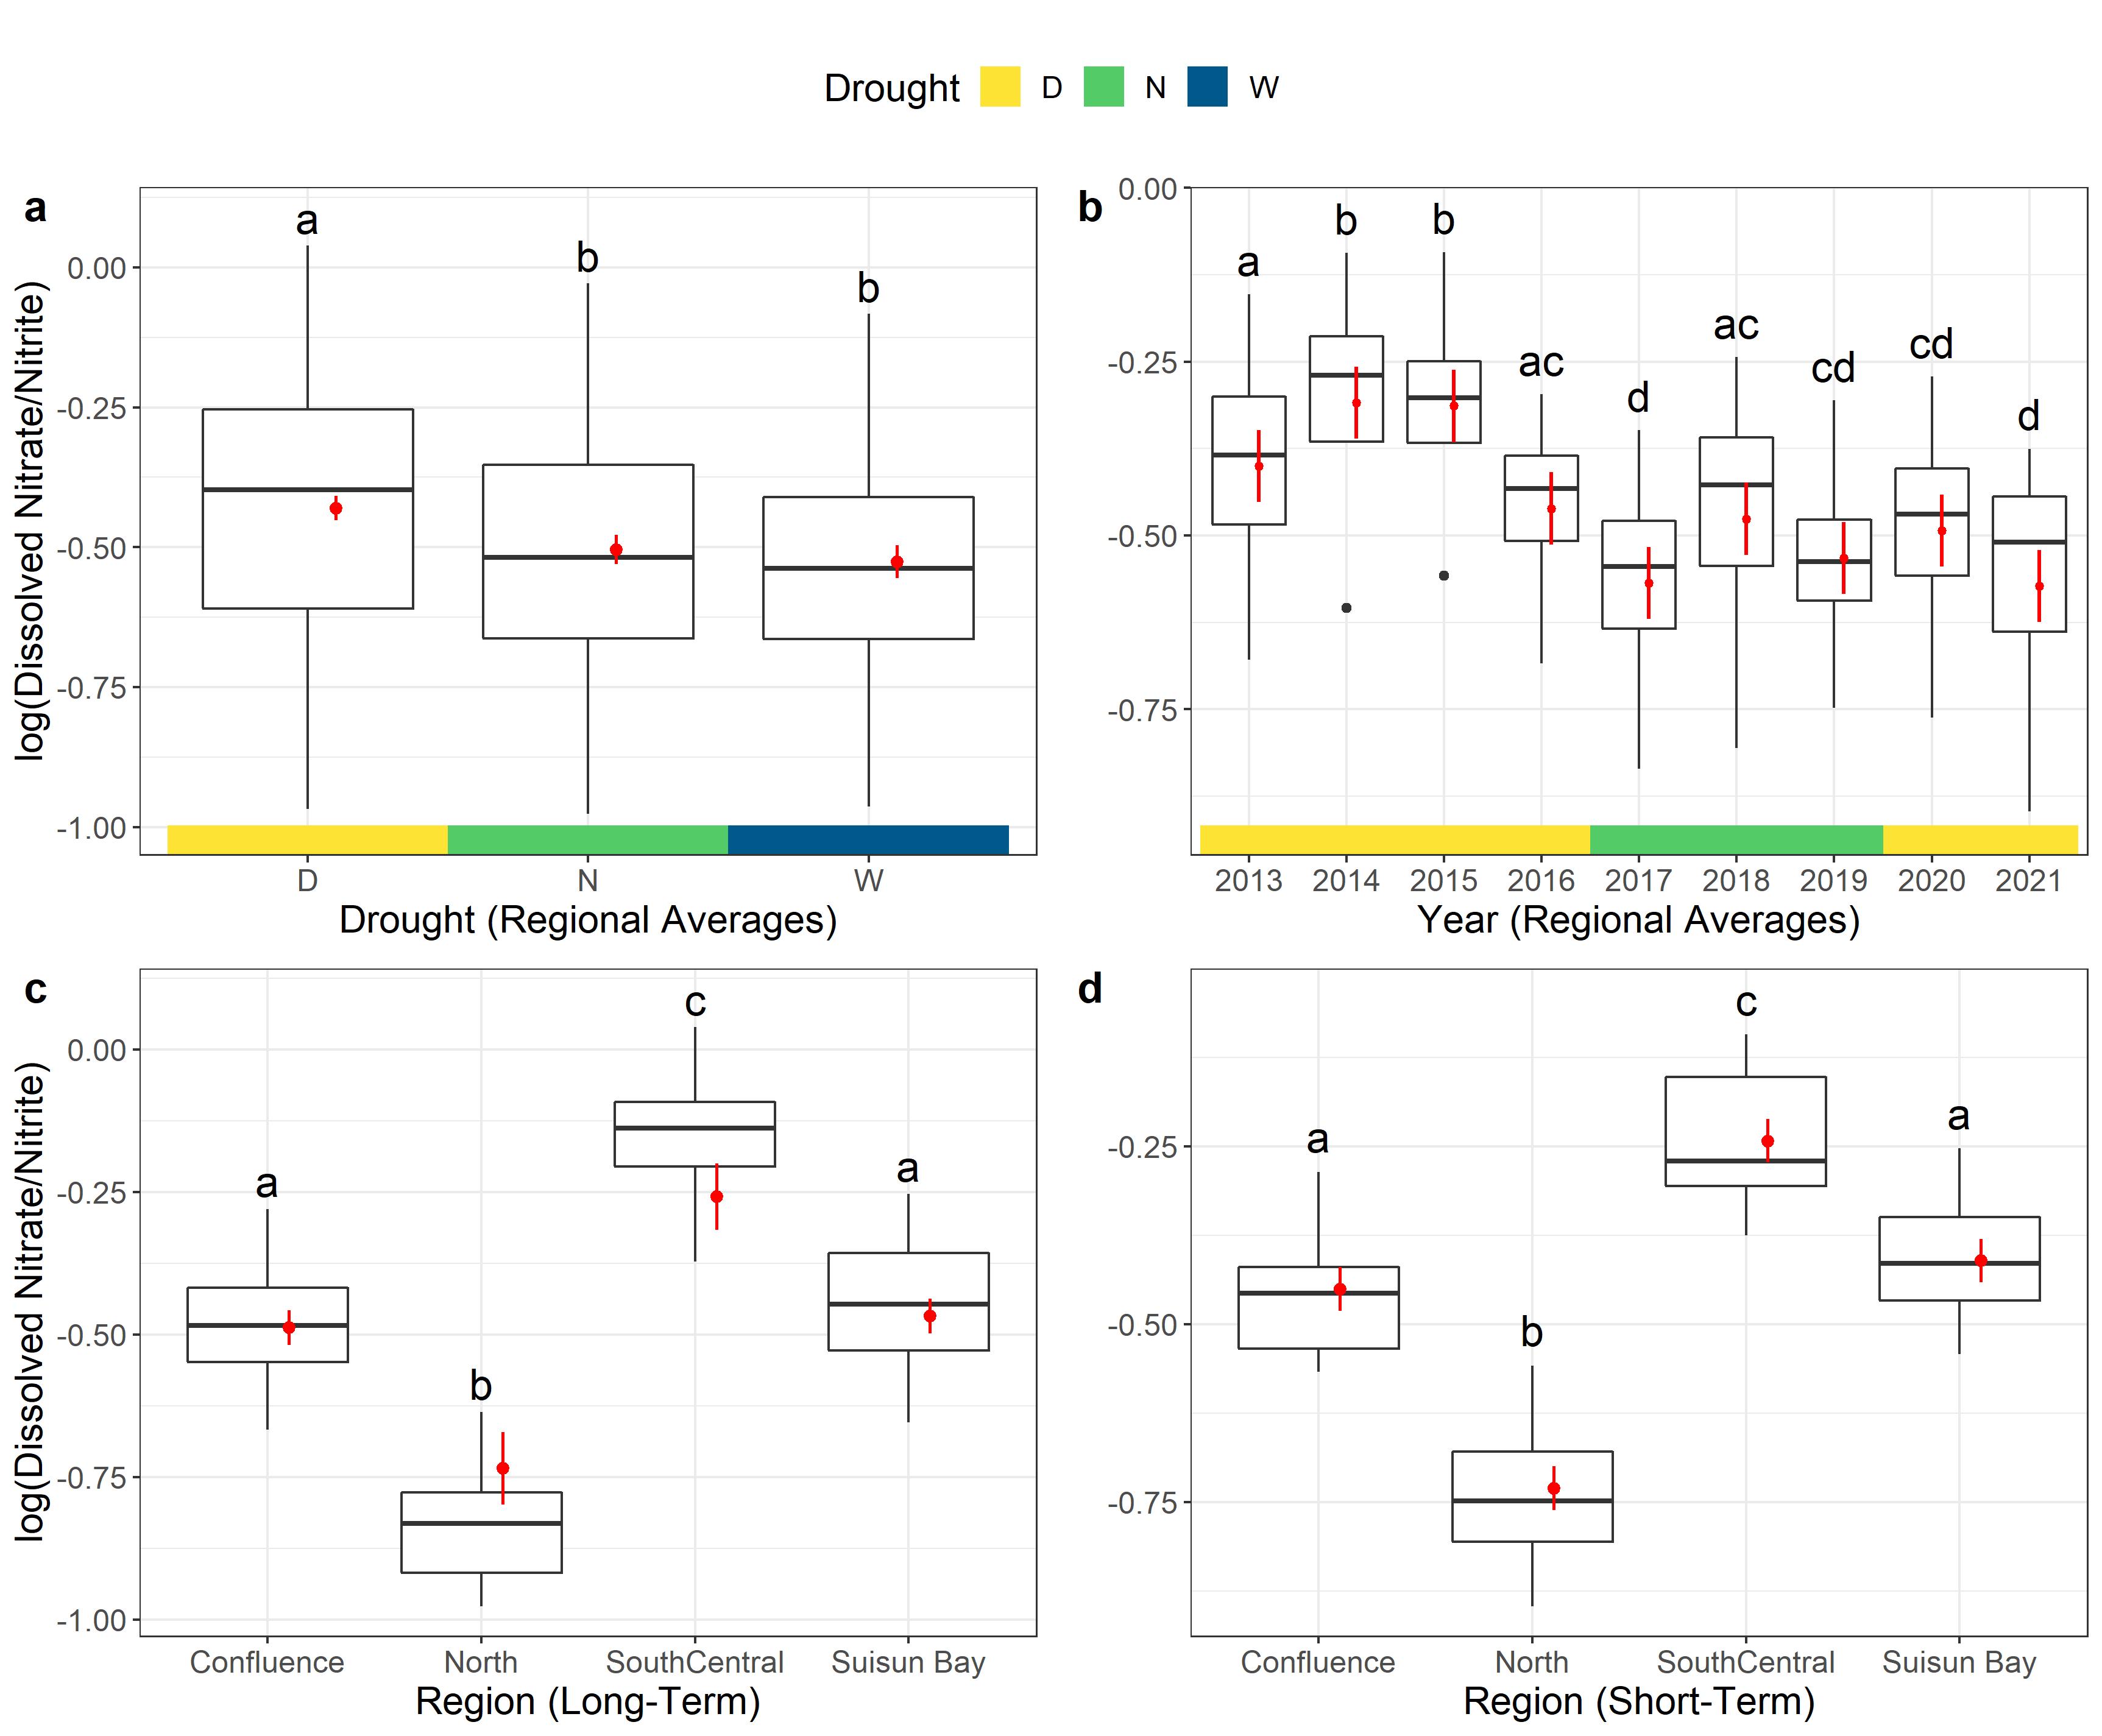 Drought D N W
a
b
a
b
b
0.00
-0.25
-0.50
-0.75
-1.00
log(Dissolved Nitrate/Nitrite)
D N W
Drought (Regional Averages)
a
b
b
ac
d
ac
cd
cd
d
0.00
-0.25
-0.50
-0.75
2013 2014 2015 2016 2017 2018 2019 2020 2021
Year (Regional Averages)
c
a
b
c
a
0.00
-0.25
-0.50
-0.75
-1.00
log(Dissolved Nitrate/Nitrite)
Confluence North SouthCentral Suisun Bay
Region (Long-Term)
d
a
b
c
a
-0.25
-0.50
-0.75
Confluence North SouthCentral Suisun Bay
Region (Short-Term)